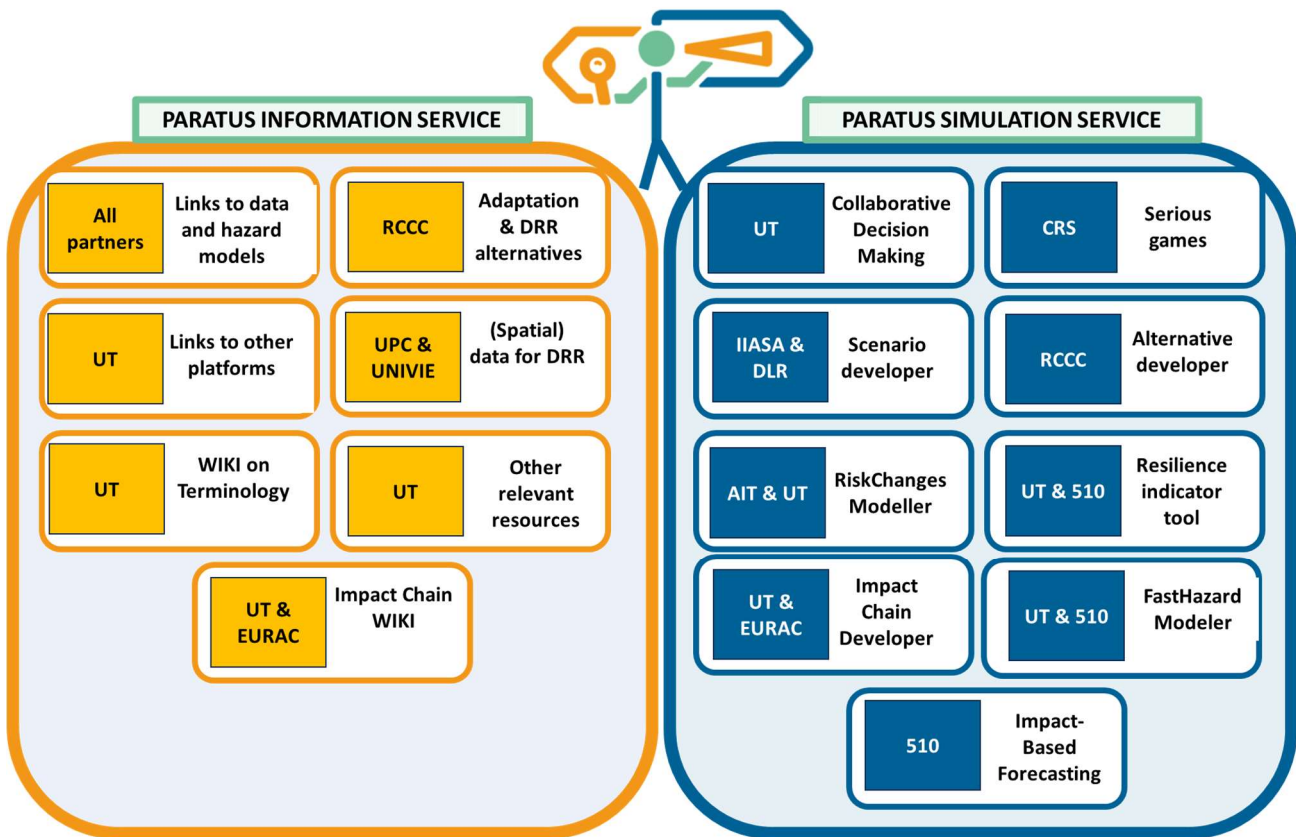 PARATUS INFORMATION SERVICE
All
partners
Links to data
and hazard
models
RCCC
Adaptation
& DRR
alternatives
UT
Links to other
platforms
UPC &
UNIVIE
(Spatial)
data for DRR
UT
WIKI on
Terminology
UT
Other
relevant
resources
UT &
EURAC
Impact Chain
WIKI
PARATUS SIMULATION SERVICE
UT
Collaborative
Decision
Making
CRS
Serious
games
IIASA &
DLR
Scenario
developer
RCCC
Alternative
developer
AIT & UT
RiskChanges
Modeller
UT & 510
Resilience
indicator
tool
UT &
EURAC
Impact
Chain
Developer
UT & 510
FastHazard
Modeler
510
Impact-
Based
Forecasting